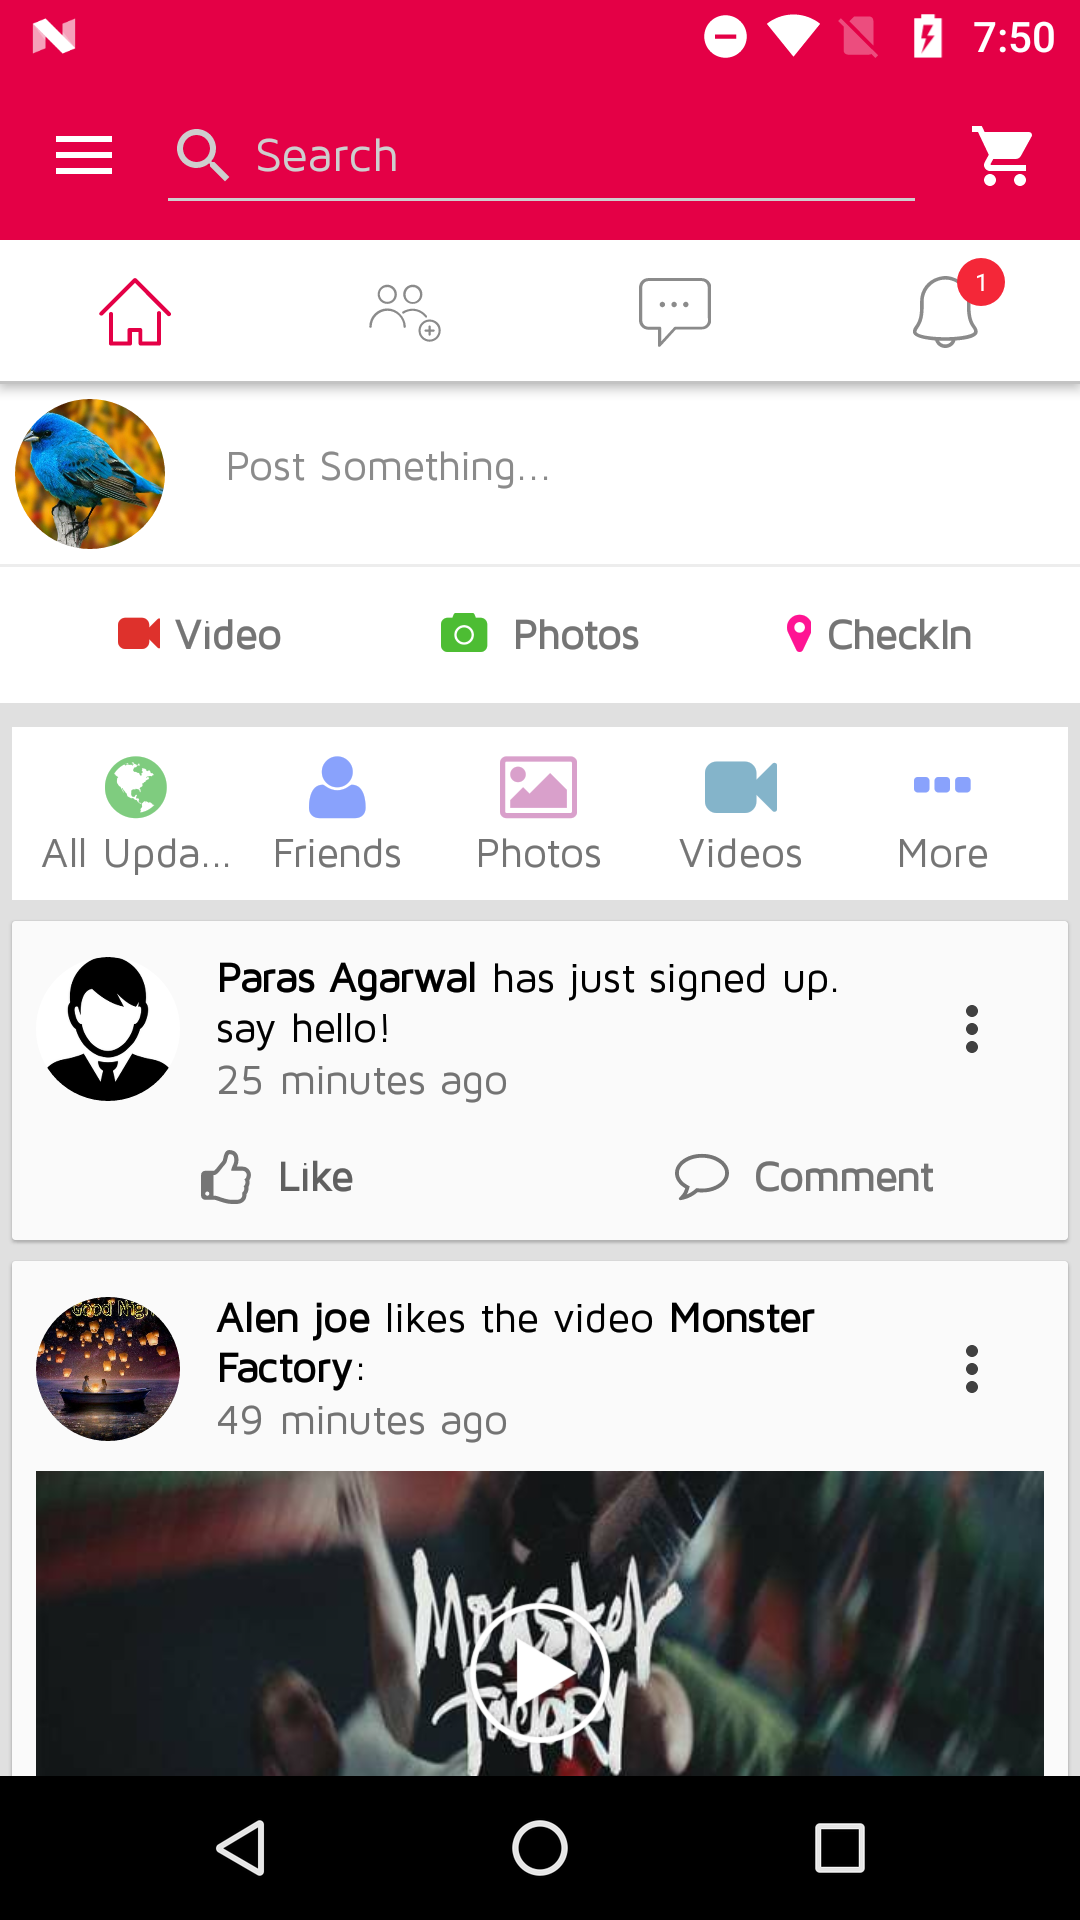 7:50
Search
1
Post Something...
Video Photos CheckIn
All Upda... Friends Photos Videos More
Paras Agarwal has just signed up.
say hello!
25 minutes ago
Like Comment
Good Nigh
Alen joe likes the video Monster
Factory:
49 minutes ago
Monster
Factory